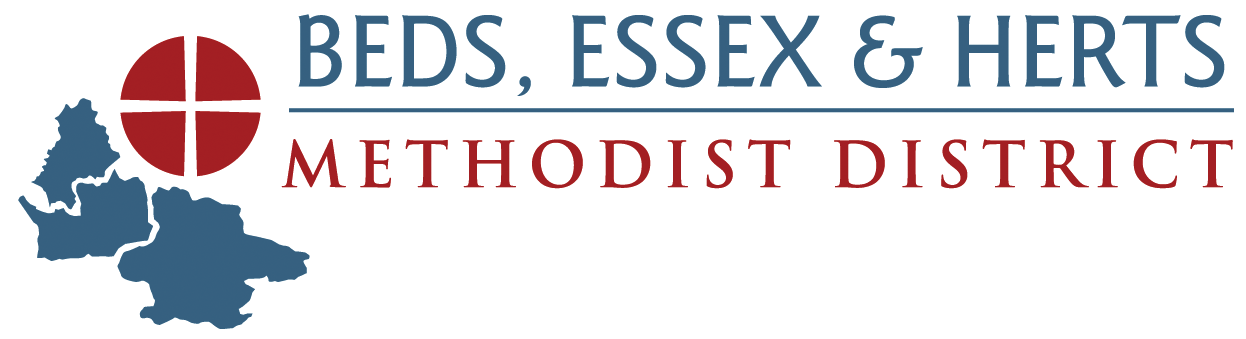 BEDS, ESSEX & HERTS
METHODIST DISTRICT